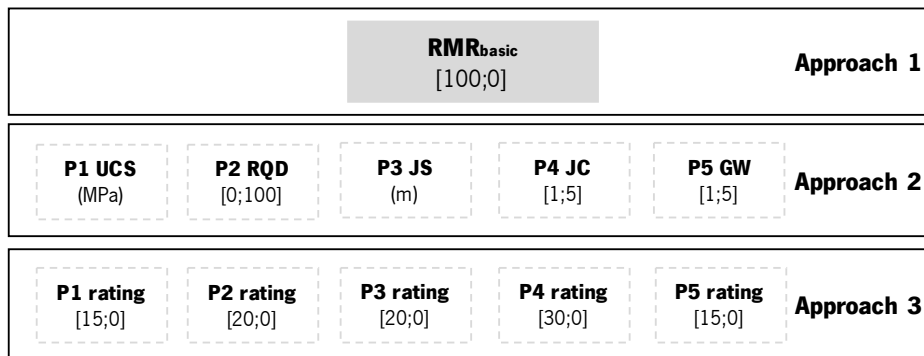 RMRbasic
[100;0]
Approach 1
P1 UCS
(MPa)
P2 RQD
[0;100]
P3 JS
(m)
P4 JC
[1;5]
P5 GW
[1;5]
Approach 2
P1 rating
[15;0]
P2 rating
[20;0]
P3 rating
[20;0]
P4 rating
[30;0]
P5 rating
[15;0]
Approach 3